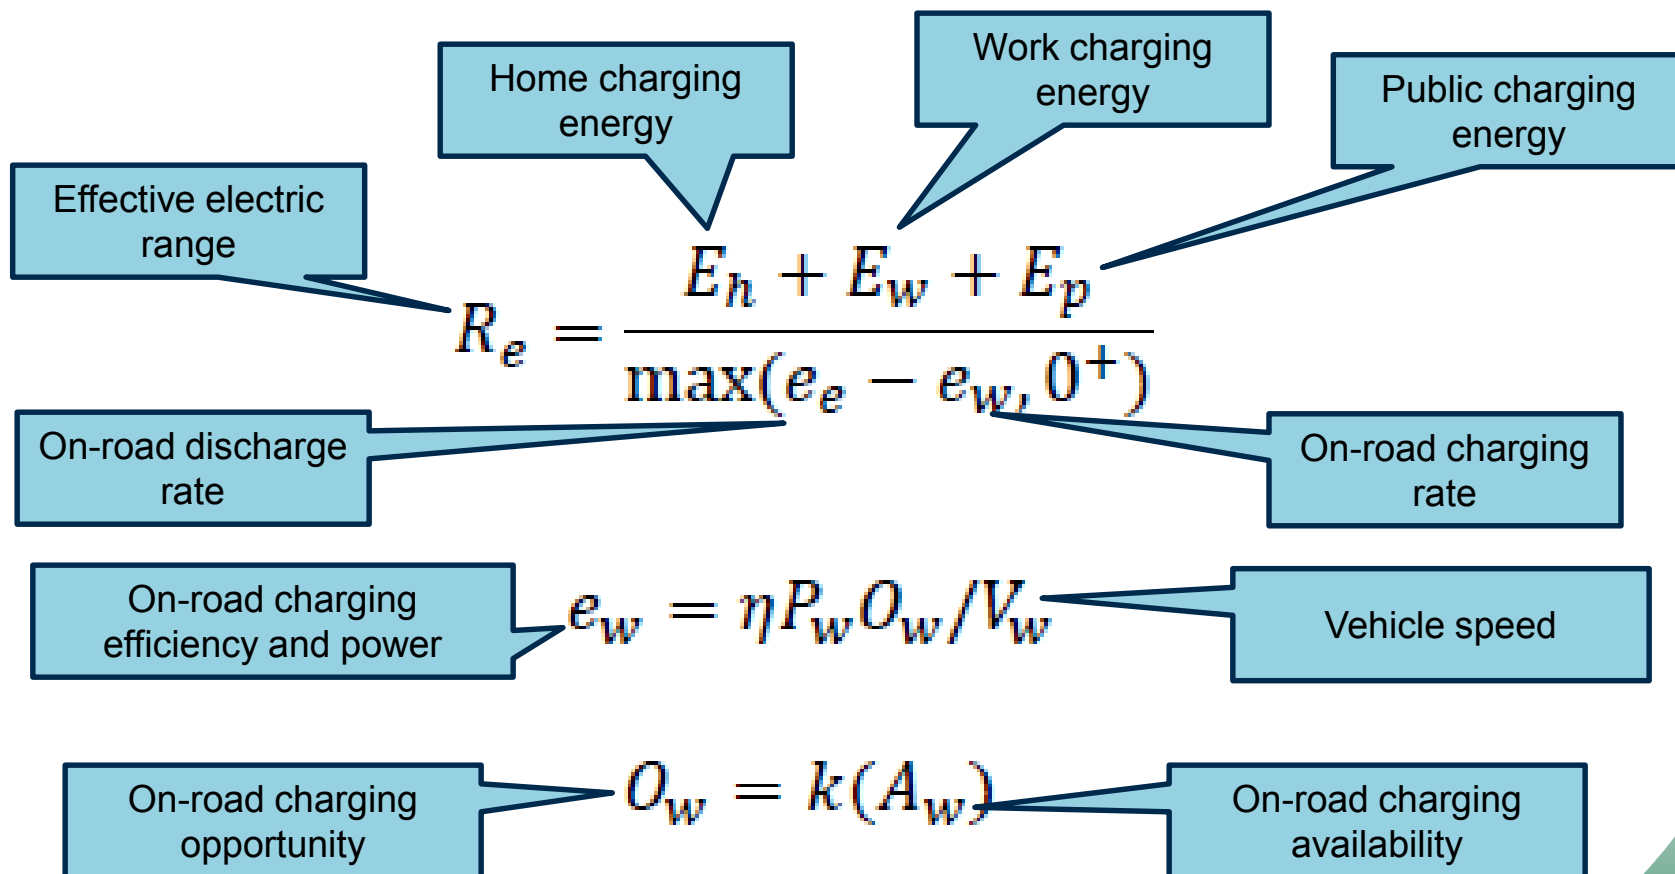 Home charging
energy
Work charging
energy
Public charging
energy
Effective electric
range
R_e = \frac{E_h + E_w + E_p}{\max(e_e - e_w, 0^+)}
On-road discharge
rate
On-road charging
rate
On-road charging
efficiency and power
e_w = ηP_wO_w/V_w
Vehicle speed
On-road charging
opportunity
O_w = k(A_w)
On-road charging
availability